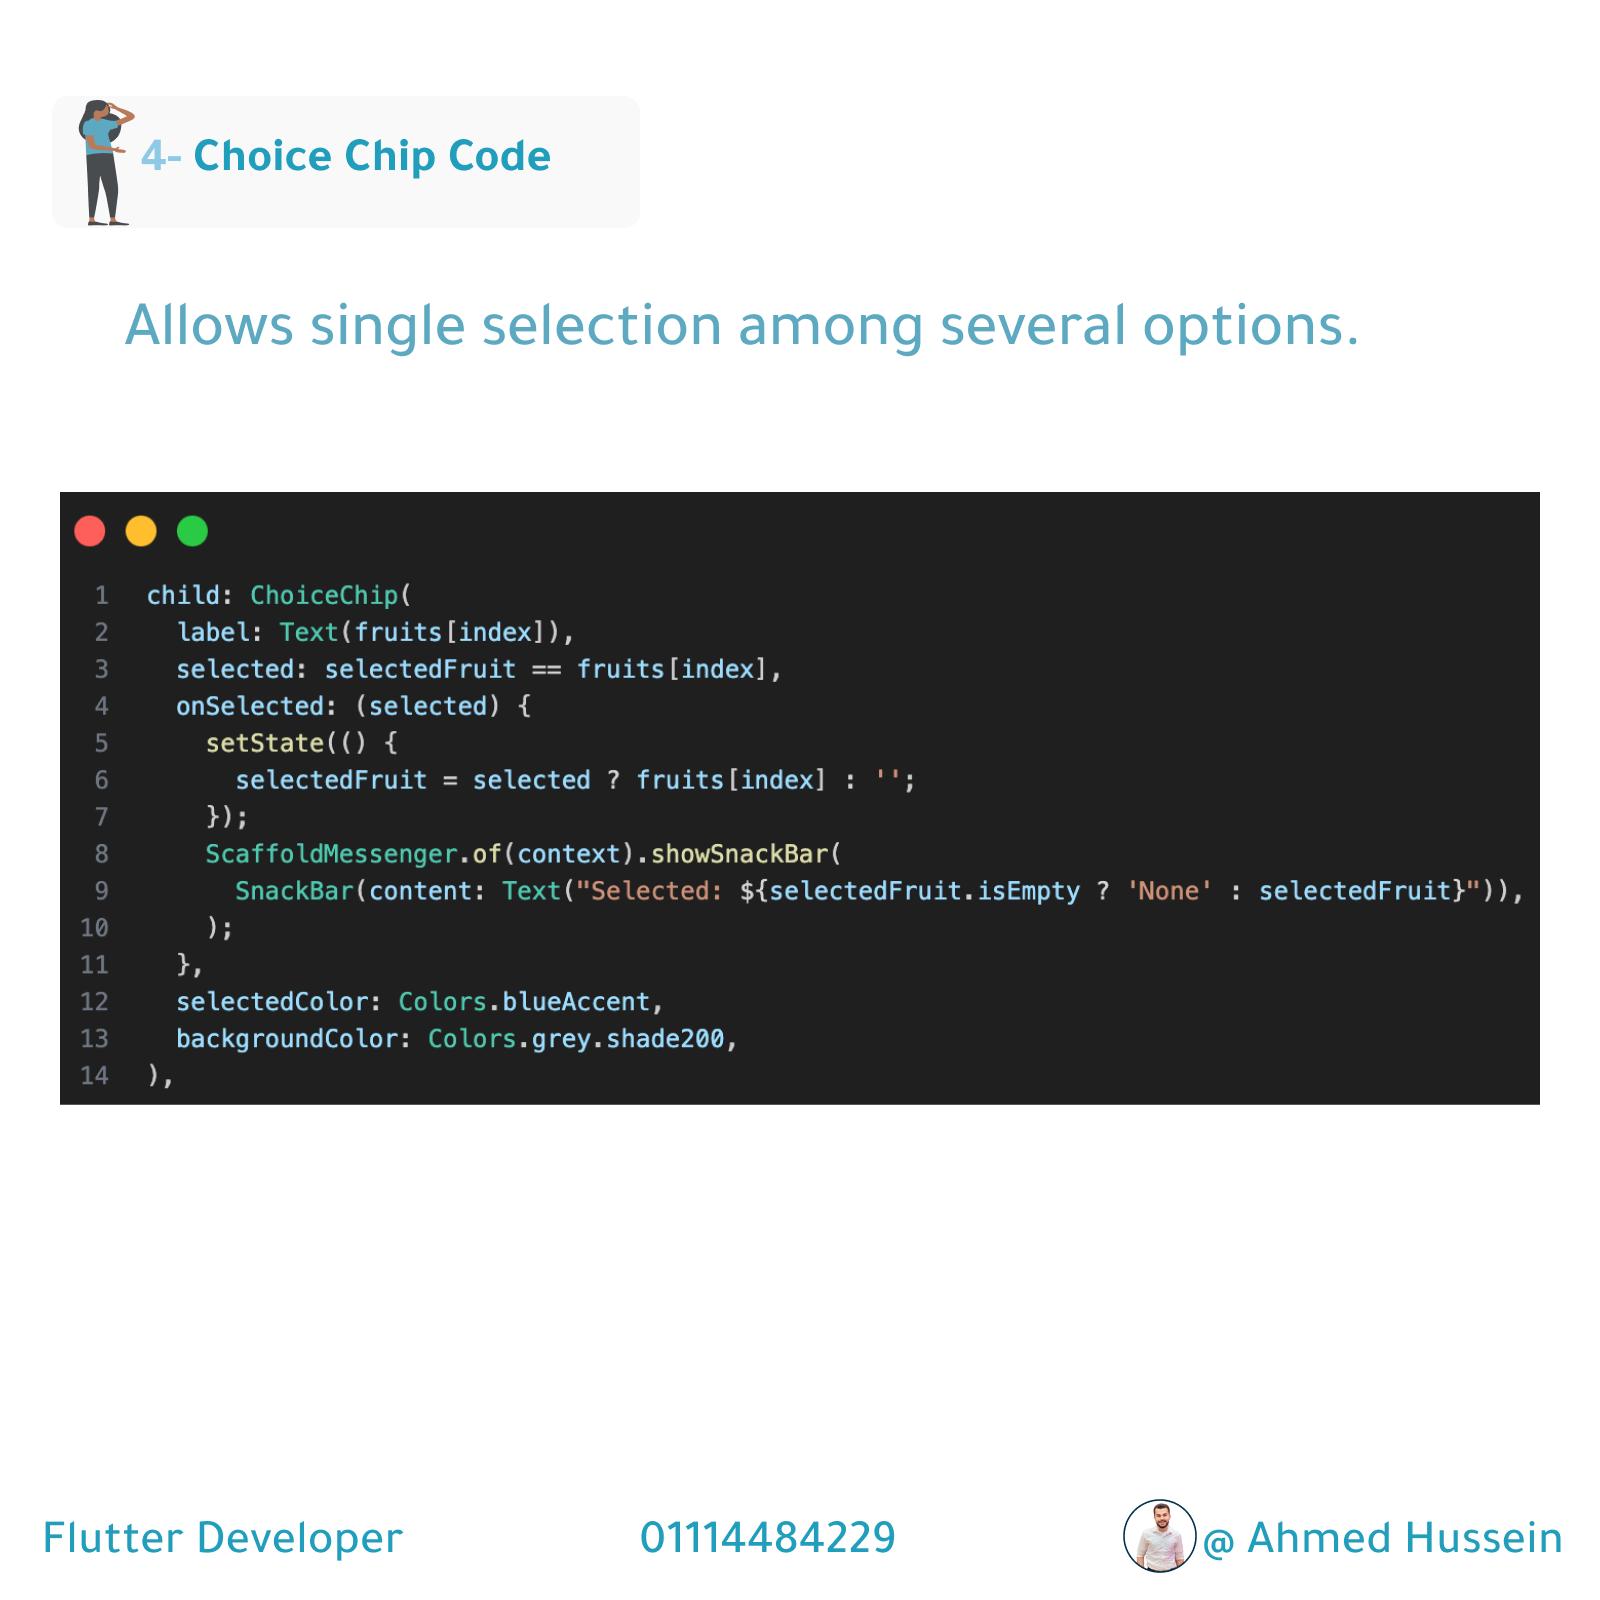 4- Choice Chip Code
Allows single selection among several options.
1 child: ChoiceChip(
2   label: Text(fruits[index]),
3   selected: selectedFruit == fruits[index],
4   onSelected: (selected) {
5     setState(() {
6       selectedFruit = selected ? fruits[index] : '';
7     });
8     ScaffoldMessenger.of(context).showSnackBar(
9       SnackBar(content: Text("Selected: ${selectedFruit.isEmpty ? 'None' : selectedFruit}")),
10     );
11   },
12   selectedColor: Colors.blueAccent,
13   backgroundColor: Colors.grey.shade200,
14 ),
Flutter Developer 01114484229 @ Ahmed Hussein